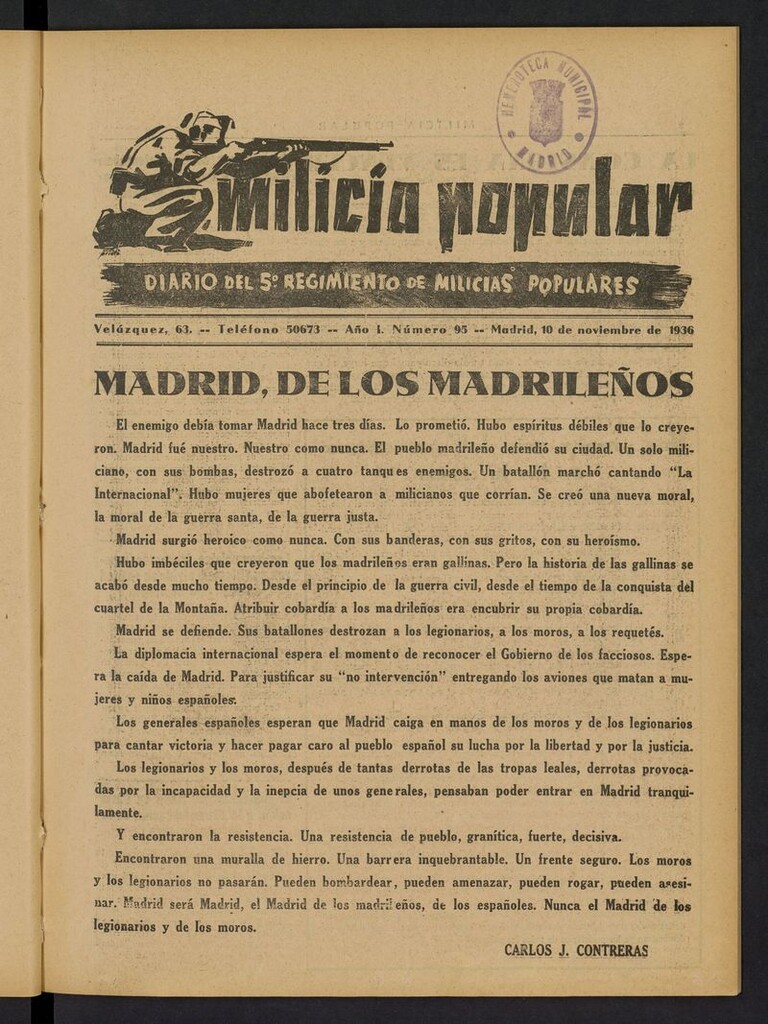 HEMEROTECA MUNICIPAL
MADRID
milicia popular
DIARIO DEL 5º REGIMIENTO DE MILICIAS POPULARES
Velázquez, 63. -- Teléfono 50673 -- Año I. Número 95 -- Madrid, 10 de noviembre de 1936
MADRID, DE LOS MADRILEÑOS
El enemigo debía tomar Madrid hace tres días. Lo prometió. Hubo espíritus débiles que lo creye-
ron. Madrid fué nuestro. Nuestro como nunca. El pueblo madrileño defendió su ciudad. Un solo mili-
ciano, con sus bombas, destrozó a cuatro tanques enemigos. Un batallón marchó cantando "La
Internacional". Hubo mujeres que abofetearon a milicianos que corrían. Se creó una nueva moral,
la moral de la guerra santa, de la guerra justa.
Madrid surgió heroico como nunca. Con sus banderas, con sus gritos, con su heroísmo.
Hubo imbéciles que creyeron que los madrileños eran gallinas. Pero la historia de las gallinas se
acabó desde mucho tiempo. Desde el principio de la guerra civil, desde el tiempo de la conquista del
cuartel de la Montaña. Atribuir cobardía a los madrileños era encubrir su propia cobardía.
Madrid se defiende. Sus batallones destrozan a los legionarios, a los moros, a los requetés.
La diplomacia internacional espera el momento de reconocer el Gobierno de los facciosos. Espe-
ra la caída de Madrid. Para justificar su "no intervención" entregando los aviones que matan a mu-
jeres y niños españoles.
Los generales españoles esperan que Madrid caiga en manos de los moros y de los legionarios
para cantar victoria y hacer pagar caro al pueblo español su lucha por la libertad y por la justicia.
Los legionarios y los moros, después de tantas derrotas de las tropas leales, derrotas provoca-
das por la incapacidad y la inepcia de unos generales, pensaban poder entrar en Madrid tranqui-
lamente.
Y encontraron la resistencia. Una resistencia de pueblo, granítica, fuerte, decisiva.
Encontraron una muralla de hierro. Una barrera inquebrantable. Un frente seguro. Los moros
y los legionarios no pasarán. Pueden bombardear, pueden amenazar, pueden rogar, pueden asesi-
nar. Madrid será Madrid, el Madrid de los madrileños, de los españoles. Nunca el Madrid de los
legionarios y de los moros.
CARLOS J. CONTRERAS